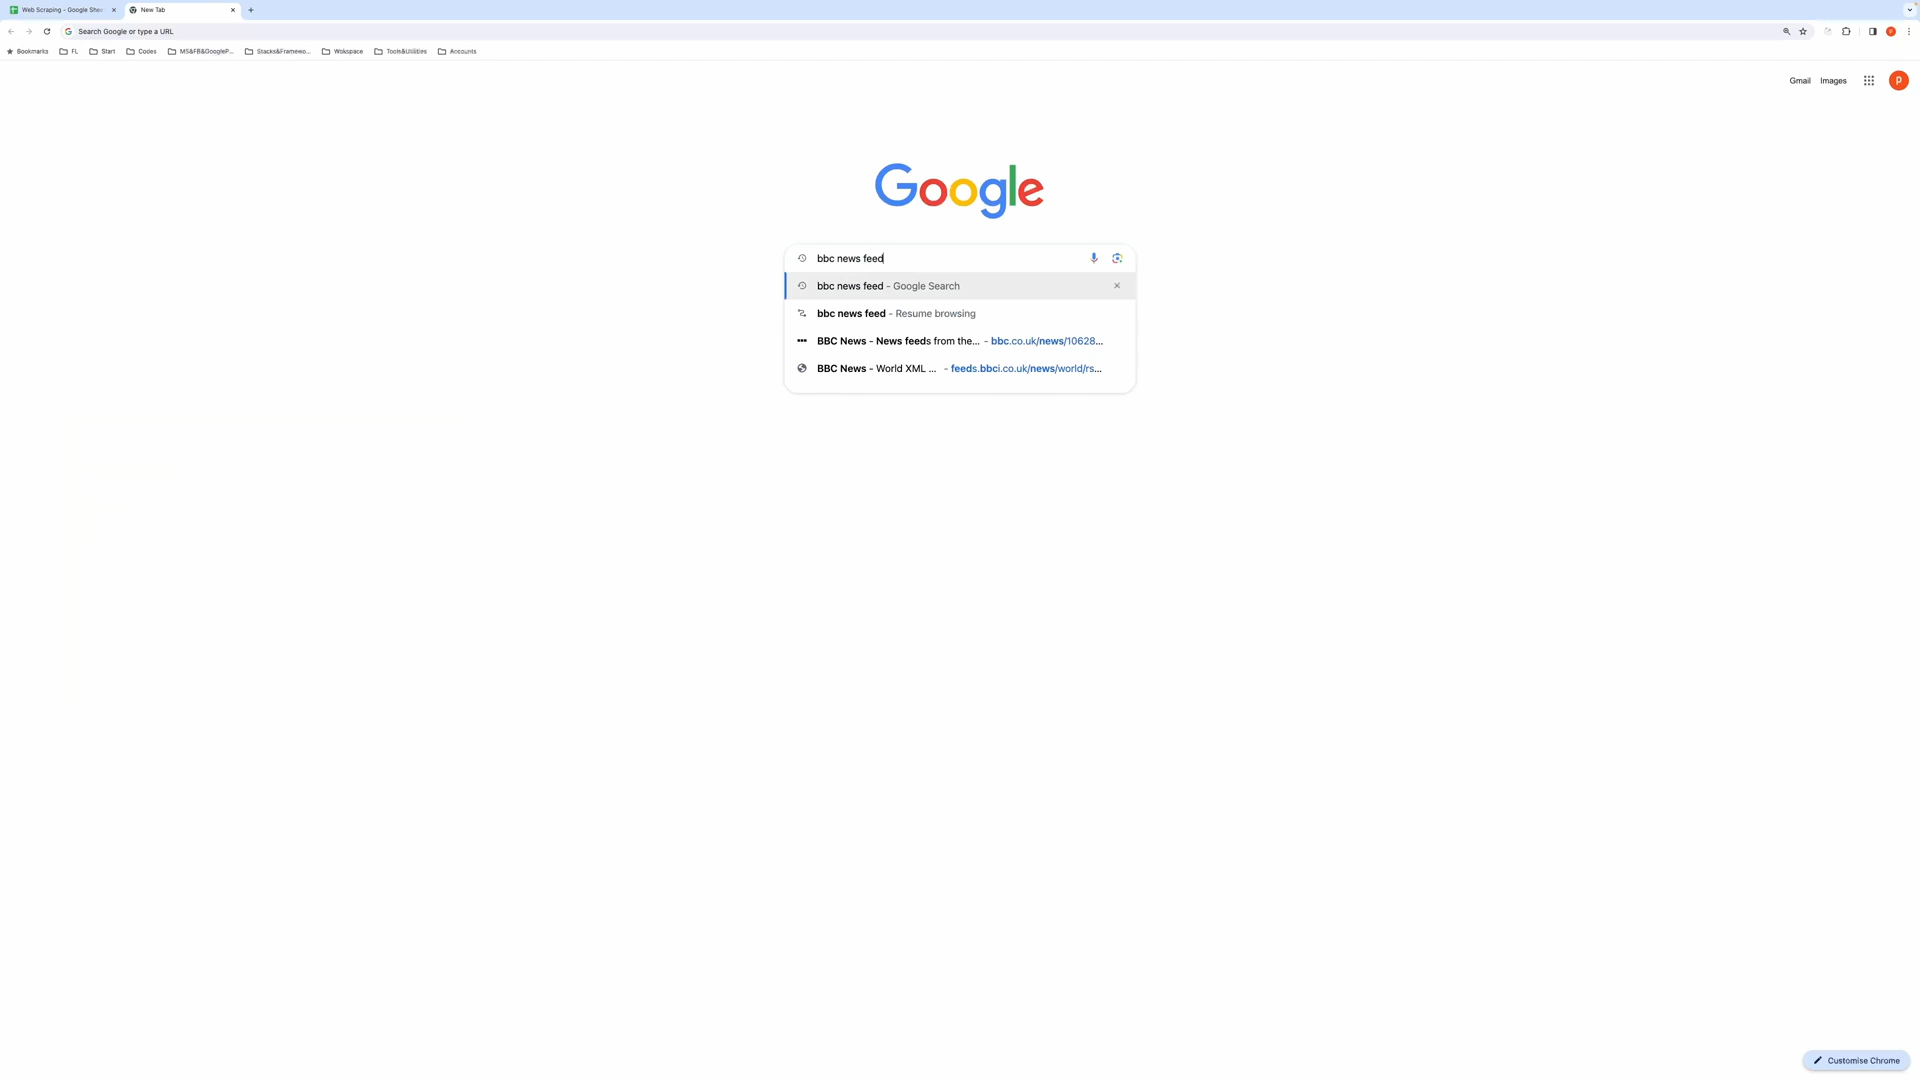 Web Scraping - Google Shee
New Tab
Search Google or type a URL
Bookmarks FL Start Codes MS&FB&GoogleP... Stacks&Framewo... Wokspace Tools&Utilities Accounts
Gmail Images P
Google
bbc news feed
bbc news feed - Google Search
bbc news feed - Resume browsing
BBC News - News feeds from the... - bbc.co.uk/news/10628...
BBC News - World XML ... - feeds.bbci.co.uk/news/world/rs...
Customise Chrome